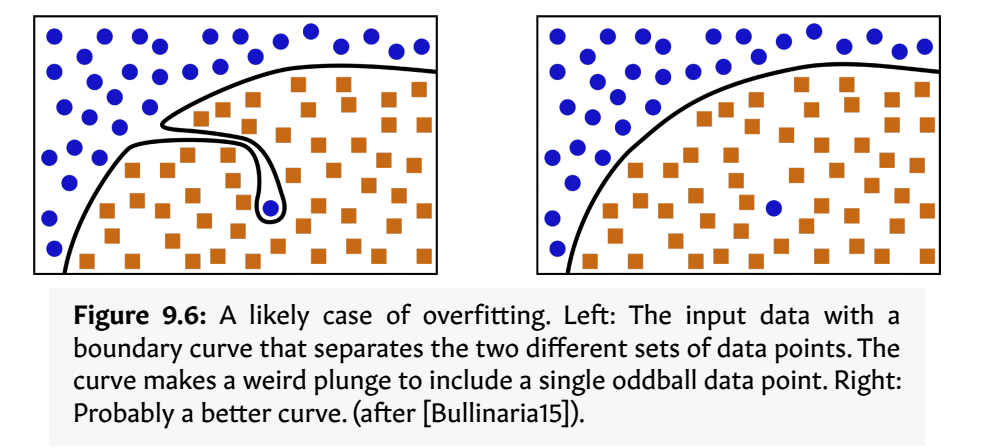 Figure 9.6: A likely case of overfitting. Left: The input data with a
boundary curve that separates the two different sets of data points. The
curve makes a weird plunge to include a single oddball data point. Right:
Probably a better curve. (after [Bullinaria15]).